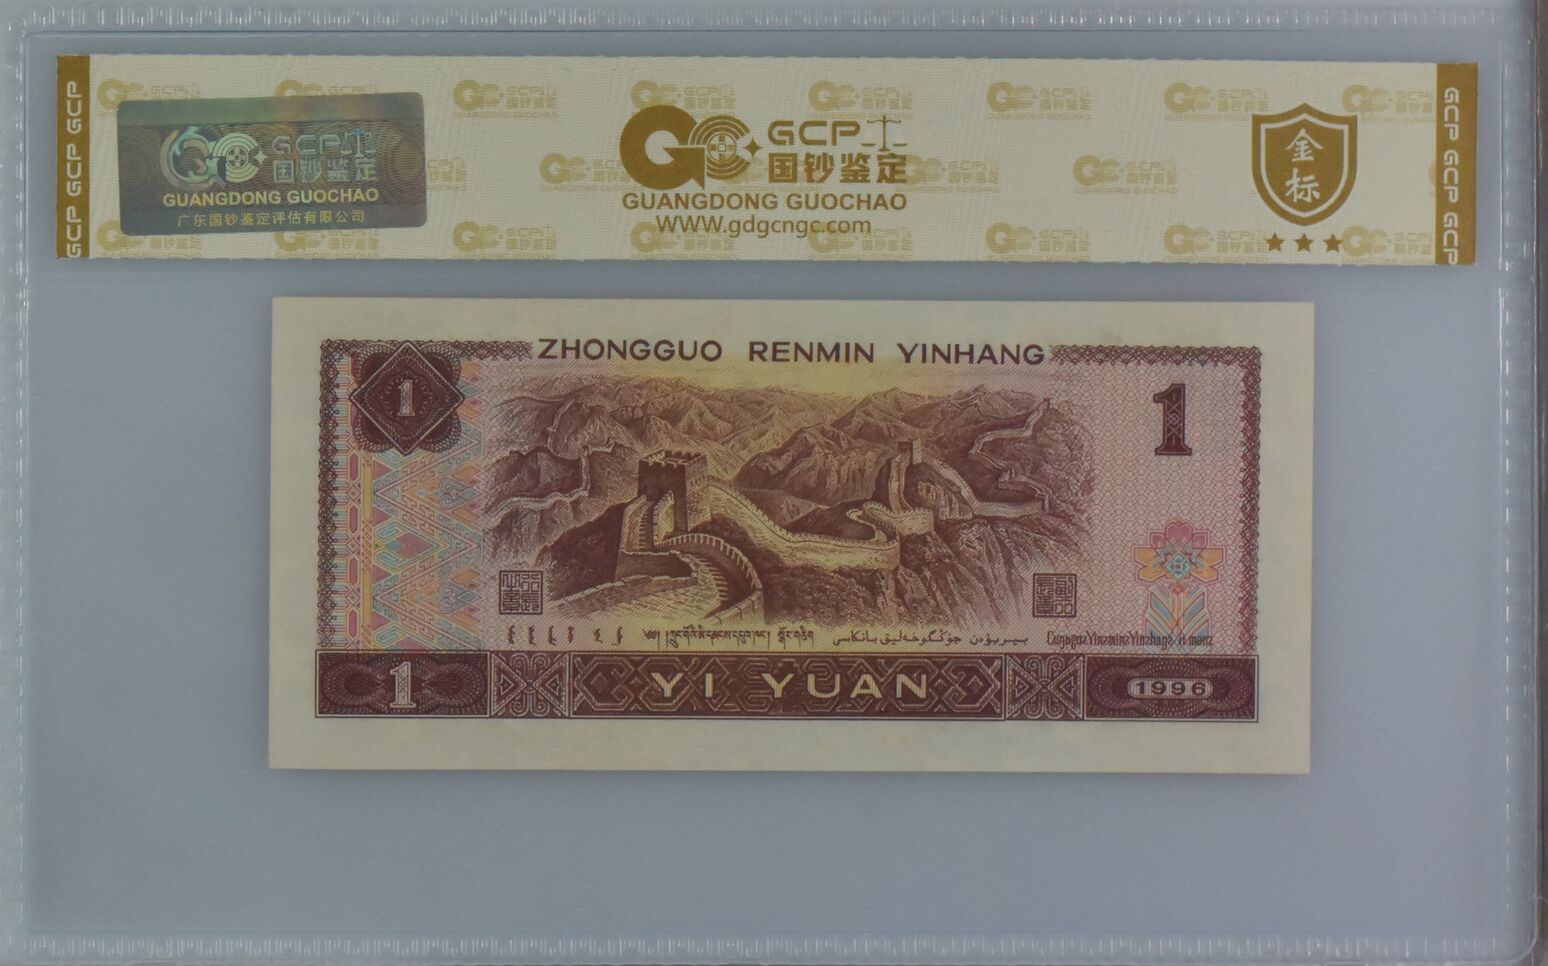 GCP GCP GCP
GCP
国钞鉴定
GUANGDONG GUOCHAO
广东国钞鉴定评估有限公司
GCP
国钞鉴定
GUANGDONG GUOCHAO
WWW.gdgcngc.com
金标
GCP GCP GCP
ZHONGGUO RENMIN YINHANG
1
1
1
YI YUAN
1996